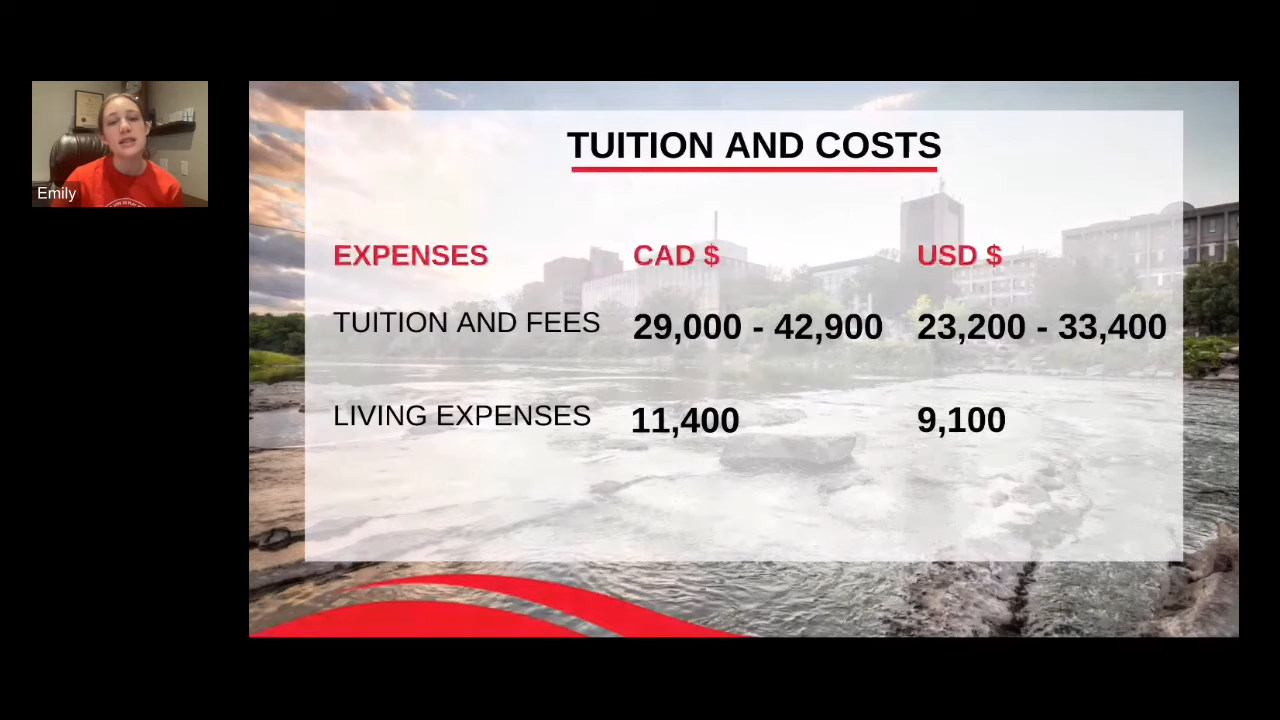 Emily
TUITION AND COSTS
EXPENSES CAD $ USD $
TUITION AND FEES 29,000 - 42,900 23,200 - 33,400
LIVING EXPENSES 11,400 9,100